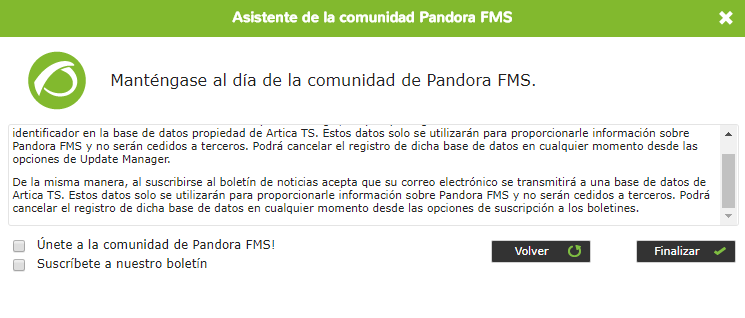 Asistente de la comunidad Pandora FMS
Manténgase al día de la comunidad de Pandora FMS.
identificador en la base de datos propiedad de Artica TS. Estos datos solo se utilizarán para proporcionarle información sobre
Pandora FMS y no serán cedidos a terceros. Podrá cancelar el registro de dicha base de datos en cualquier momento desde las
opciones de Update Manager.
De la misma manera, al suscribirse al boletín de noticias acepta que su correo electrónico se transmitirá a una base de datos de
Artica TS. Estos datos solo se utilizarán para proporcionarle información sobre Pandora FMS y no serán cedidos a terceros. Podrá
cancelar el registro de dicha base de datos en cualquier momento desde las opciones de suscripción a los boletines.
Únete a la comunidad de Pandora FMS!
Suscríbete a nuestro boletín
Volver
Finalizar